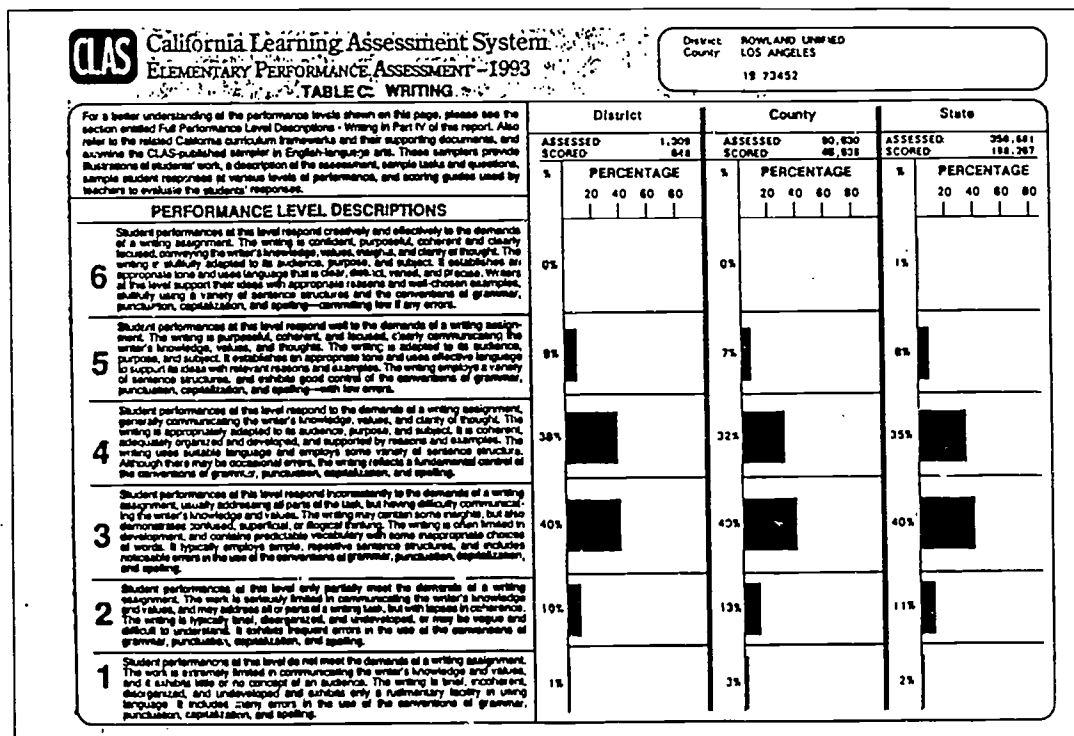 CLAS
California Learning Assessment System
ELEMENTARY PERFORMANCE ASSESSMENT-1993
TABLE C: WRITING
District ROWLAND UNIFIED
County LOS ANGELES
19 73452
For a better understanding of the performance levels shown on this page, please see the
section entitled Full Performance Level Descriptions - Writing in Part IV of this report. Also
refer to the related California curriculum frameworks and their supporting documents, and
examine the CLAS-published sampler in English-language arts. These samplers provide
illustrations of students' work, a description of the assessment, sample tasks and questions,
sample student responses at various levels of performance, and scoring guides used by
teachers to evaluate the students' responses.
District County State
ASSESSED 1,309 ASSESSED ASSESSED
SCORED SCORED SCORED
% PERCENTAGE % PERCENTAGE % PERCENTAGE
20 40 60 80 20 40 60 80 20 40 60 80
PERFORMANCE LEVEL DESCRIPTIONS
6
Student performances at this level respond creatively and effectively to the demands
of a writing assignment. The writing is confident, purposeful, coherent and clearly
focused, conveying the writer's knowledge, values, insights, and clarity of thought. The
writing is skillfully adapted to its audience, purpose, and subject. It establishes an
appropriate tone and uses language that is clear, distinct, varied, and precise. Writers
at this level support their ideas with appropriate reasons and well-chosen examples,
skillfully using a variety of sentence structures and the conventions of grammar,
punctuation, capitalization, and spelling—committing few if any errors.
0% 0% 1%
5
Student performances at this level respond well to the demands of a writing assign-
ment. The writing is purposeful, coherent, and focused, clearly communicating the
writer's knowledge, values, and thoughts. The writing is adapted to its audience,
purpose, and subject. It establishes an appropriate tone and uses effective language
to support its ideas with relevant reasons and examples. The writing employs a variety
of sentence structures, and exhibits good control of the conventions of grammar,
punctuation, capitalization, and spelling—with few errors.
7%
4
Student performances at this level respond to the demands of a writing assignment,
generally communicating the writer's knowledge, values, and clarity of thought. The
writing is appropriately adapted to its audience, purpose, and subject. It is coherent,
adequately organized and developed, and supported by reasons and examples. The
writing uses suitable language and employs some variety of sentence structure.
Although there may be occasional errors, the writing reflects a fundamental control of
the conventions of grammar, punctuation, capitalization, and spelling.
38% 32% 35%
3
Student performances at this level respond inconsistently to the demands of a writing
assignment, usually addressing all parts of the task, but having difficulty communicat-
ing the writer's knowledge and values. The writing may contain some insights, but also
demonstrates confused, superficial, or illogical thinking. The writing is often limited in
development, and contains predictable vocabulary with some inappropriate choices
of words. It typically employs simple, repetitive sentence structures, and includes
noticeable errors in the use of the conventions of grammar, punctuation, capitalization,
and spelling.
40% 40%
2
Student performances at this level only partially meet the demands of a writing
assignment. The work is seriously limited in communicating the writer's knowledge
and values, and may address all or parts of a writing task, but with lapses in coherence.
The writing is typically brief, disorganized, and undeveloped, or may be vague and
difficult to understand. It exhibits frequent errors in the use of the conventions of
grammar, punctuation, capitalization, and spelling.
10% 13% 11%
1
Student performances at this level do not meet the demands of a writing assignment.
The work is extremely limited in communicating the writer's knowledge and values,
and it exhibits little or no concept of an audience. The writing is brief, incoherent,
disorganized, and undeveloped and exhibits only a rudimentary facility in using
language. It includes many errors in the use of the conventions of grammar,
punctuation, capitalization, and spelling.
1% 3% 2%